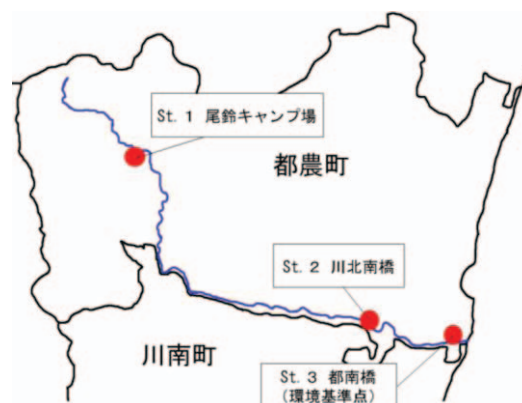 St. 1 尾鈴キャンプ場
都農町
St. 2 川北南橋
川南町
St. 3 都南橋
(環境基準点)